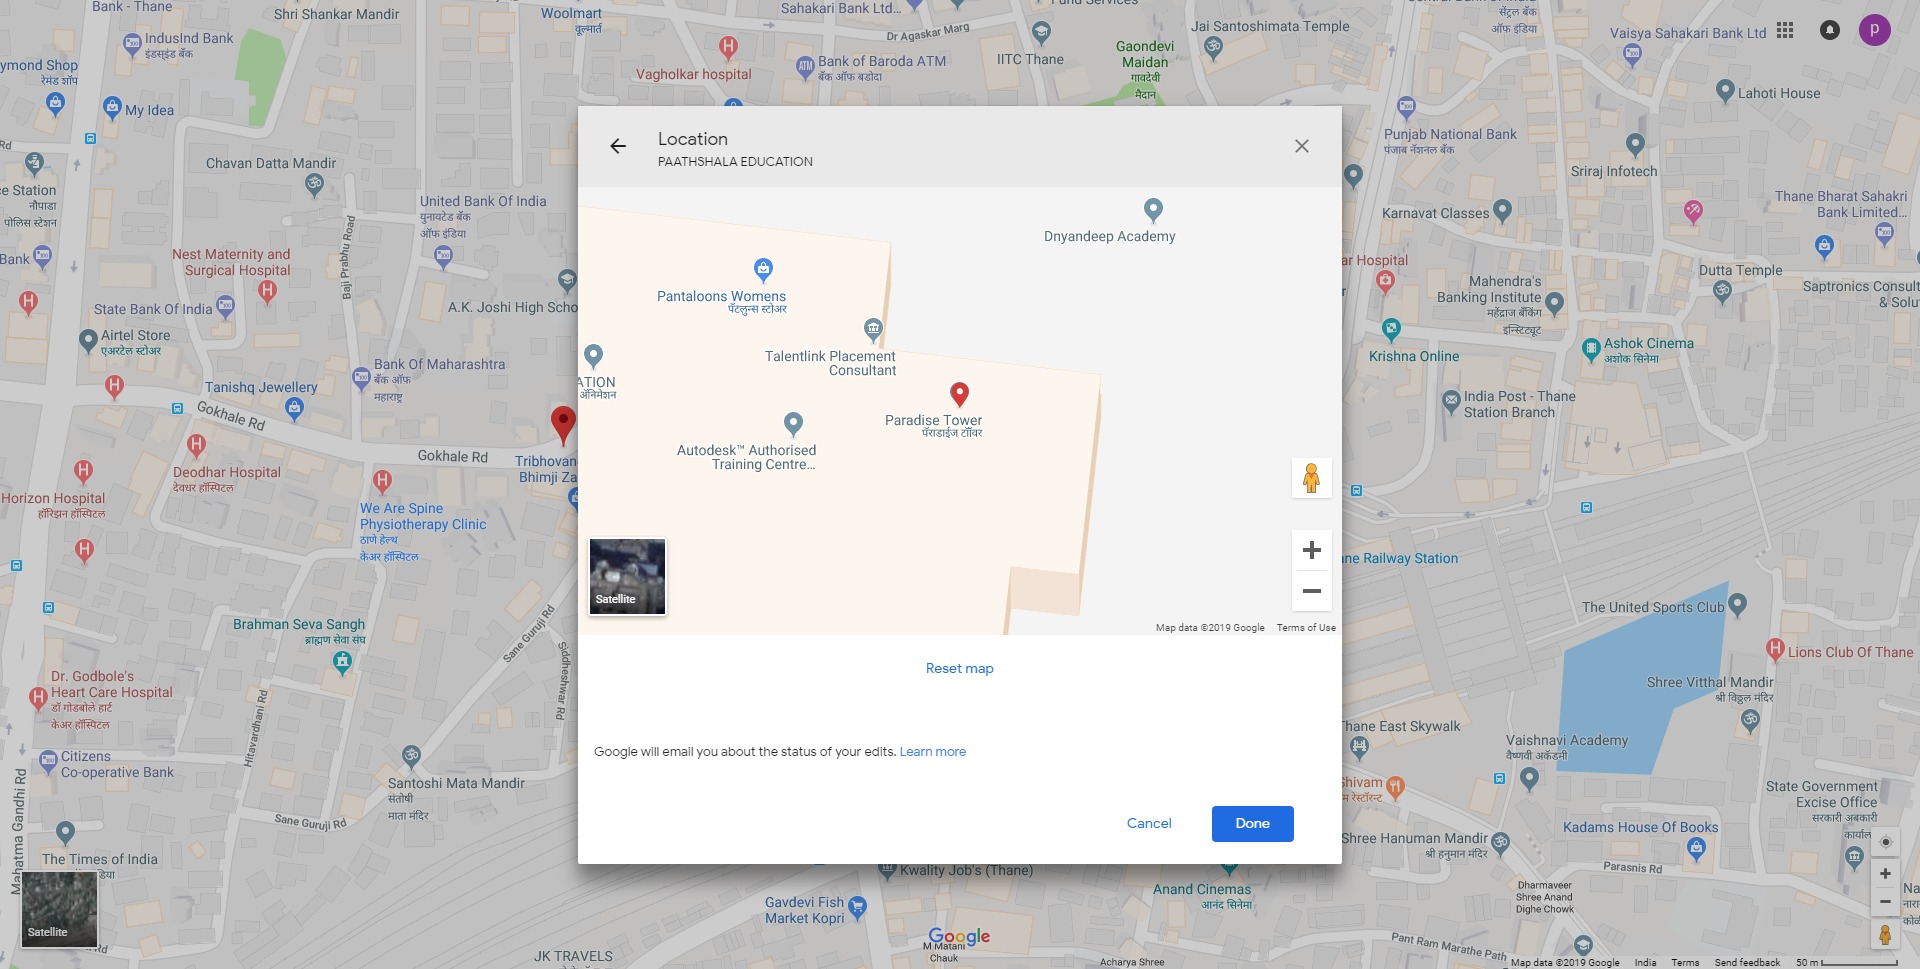 Bank - Thane
Shri Shankar Mandir
Woolmart
वूलमार्ट
Sahakari Bank Ltd...
Dr Agaskar Marg
Jai Santoshimata Temple
सेंट्रल बँक
ऑफ इंडिया
Vaisya Sahakari Bank Ltd
p
IndusInd Bank
इंडसइंड बँक
Gaondevi
Maidan
गावदेवी
मैदान
IITC Thane
Bank of Baroda ATM
बँक ऑफ बडोदा
Vagholkar hospital
ymond Shop
रेमंड शॉप
My Idea
Lahoti House
Punjab National Bank
पंजाब नॅशनल बँक
Location
PAATHSHALA EDUCATION
Chavan Datta Mandir
Sriraj Infotech
ce Station
नौपाडा
पोलिस स्टेशन
United Bank Of India
युनायटेड बँक
ऑफ इंडिया
Thane Bharat Sahakri
Bank Limited...
Karnavat Classes
Baji Prabhu Road
Dnyandeep Academy
Bank
Nest Maternity and
Surgical Hospital
ar Hospital
Dutta Temple
Mahendra's
Banking Institute
महेंद्राज बँकिंग
इन्स्टिट्यूट
Saptronics Consult
& Solu
Pantaloons Womens
पॅटलुन्स स्टोअर
State Bank Of India
A.K. Joshi High Scho
Airtel Store
एअरटेल स्टोअर
Krishna Online
Ashok Cinema
अशोक सिनेमा
Talentlink Placement
Consultant
Bank Of Maharashtra
बँक ऑफ
महाराष्ट्र
ATION
ॲनिमेशन
Tanishq Jewellery
India Post - Thane
Station Branch
Gokhale Rd
Paradise Tower
पॅराडाईज टॉवर
Autodesk™ Authorised
Training Centre...
Gokhale Rd
Tribhovan
Bhimji Za
Deodhar Hospital
देवधर हॉस्पिटल
Horizon Hospital
हॉरिझन हॉस्पिटल
We Are Spine
Physiotherapy Clinic
ठाणे हेल्थ
केअर हॉस्पिटल
ne Railway Station
Satellite
The United Sports Club
Map data ©2019 Google
Terms of Use
Brahman Seva Sangh
ब्राह्मण सेवा संघ
Sane Guruji Rd
Siddheshwar Rd
Lions Club Of Thane
Reset map
Dr. Godbole's
Heart Care Hospital
डॉ गोडबोले हार्ट
केअर हॉस्पिटल
Shree Vitthal Mandir
श्री विठ्ठल मंदिर
Hitavardhani Rd
Thane East Skywalk
Vaishnavi Academy
वैष्णवी अकॅडनी
Google will email you about the status of your edits. Learn more
Citizens
Co-operative Bank
Santoshi Mata Mandir
संतोषी
माता मंदिर
Shivam
म रेस्टॉरन्ट
State Government
Excise Office
सरकारी अबकारी
कार्याल
Mahatma Gandhi Rd
Sane Guruji Rd
Cancel
Done
Shree Hanuman Mandir
श्री हनुमान मंदिर
Kadams House Of Books
The Times of India
Parasnis Rd
Kwality Job's (Thane)
Anand Cinemas
आनंद सिनेमा
Dharmaveer
Shree Anand
Dighe Chowk
Gavdevi Fish
Market Kopri
Satellite
Google
M Matani
Chauk
JK TRAVELS
Acharya Shree
Pant Ram Marathe Path
Map data ©2019 Google
India
Terms
Send feedback
50 m